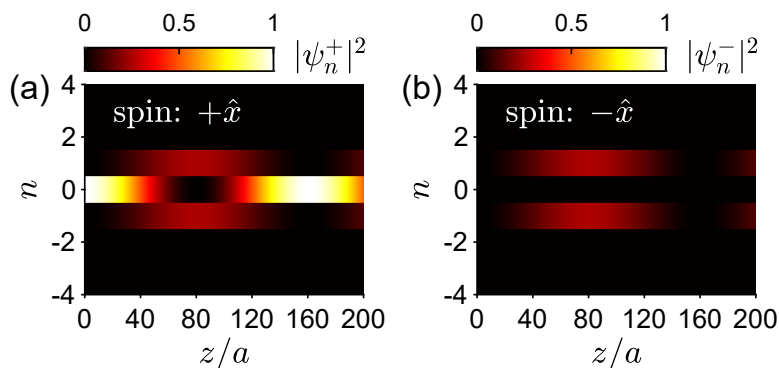 0 0.5 1 |ψ_n^+|^2
0 0.5 1 |ψ_n^-|^2
(a) spin: +x̂
(b) spin: −x̂
4
2
0
-2
-4
n
0 40 80 120 160 200
z/a
4
2
0
-2
-4
n
0 40 80 120 160 200
z/a